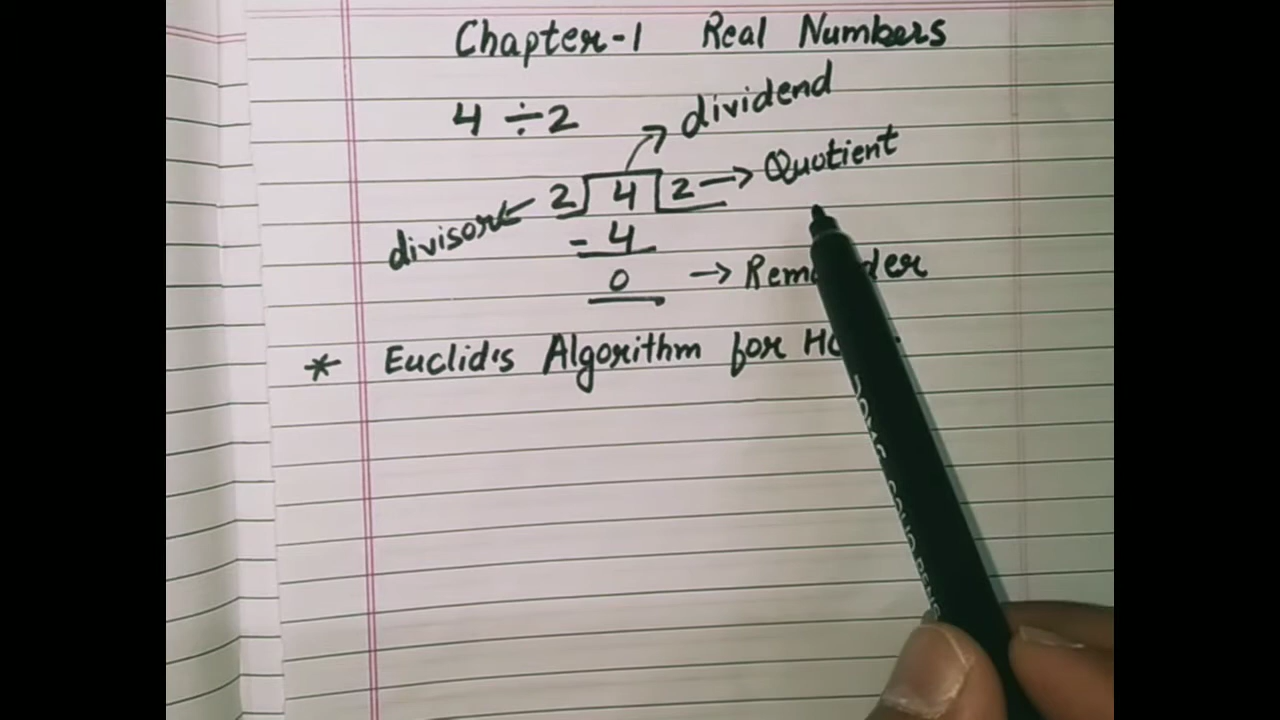 Chapter-1 Real Numbers
4 ÷ 2
dividend
2 4 2 → Quotient
divisor
- 4
0 →
* Euclid's Algorithm for